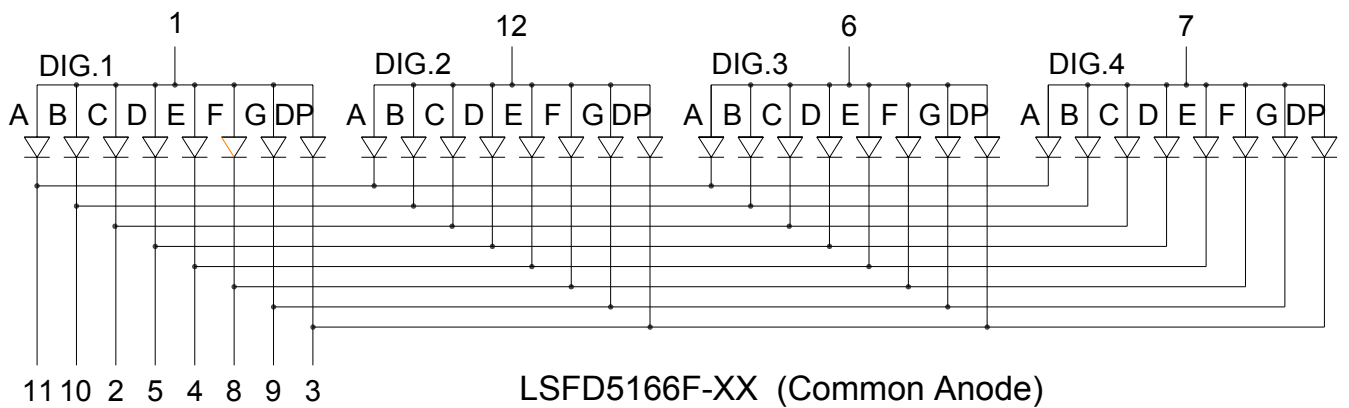 1 12 6 7
DIG.1 DIG.2 DIG.3 DIG.4
A B C D E F G DP A B C D E F G DP A B C D E F G DP A B C D E F G DP
11 10 2 5 4 8 9 3 LSFD5166F-XX (Common Anode)